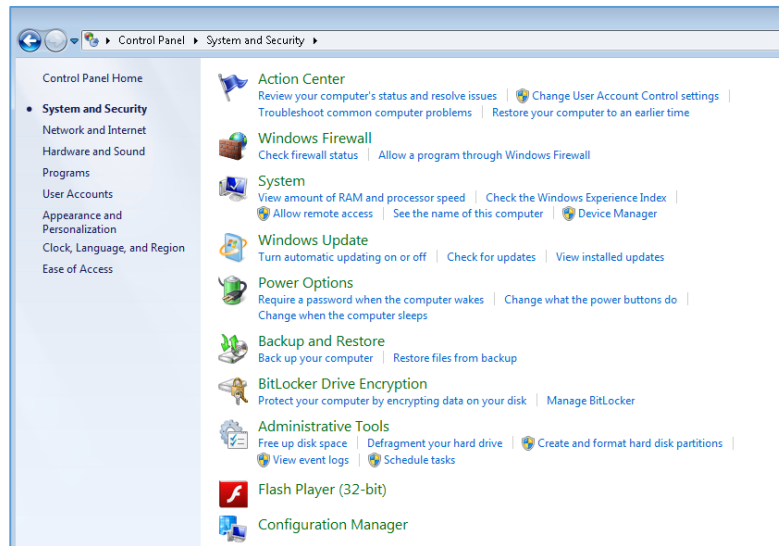 Control Panel System and Security
Control Panel Home
System and Security
Network and Internet
Hardware and Sound
Programs
User Accounts
Appearance and
Personalization
Clock, Language, and Region
Ease of Access
Action Center
Review your computer's status and resolve issues Change User Account Control settings
Troubleshoot common computer problems Restore your computer to an earlier time
Windows Firewall
Check firewall status Allow a program through Windows Firewall
System
View amount of RAM and processor speed Check the Windows Experience Index
Allow remote access See the name of this computer Device Manager
Windows Update
Turn automatic updating on or off Check for updates View installed updates
Power Options
Require a password when the computer wakes Change what the power buttons do
Change when the computer sleeps
Backup and Restore
Back up your computer Restore files from backup
BitLocker Drive Encryption
Protect your computer by encrypting data on your disk Manage BitLocker
Administrative Tools
Free up disk space Defragment your hard drive Create and format hard disk partitions
View event logs Schedule tasks
Flash Player (32-bit)
Configuration Manager